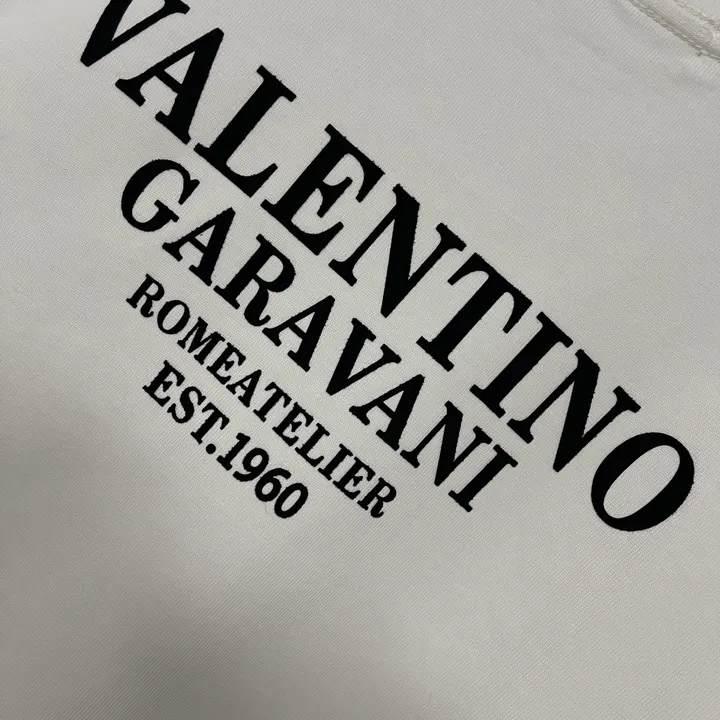 VALENTINO
GARAVANI
ROMEATELIER
EST.1960